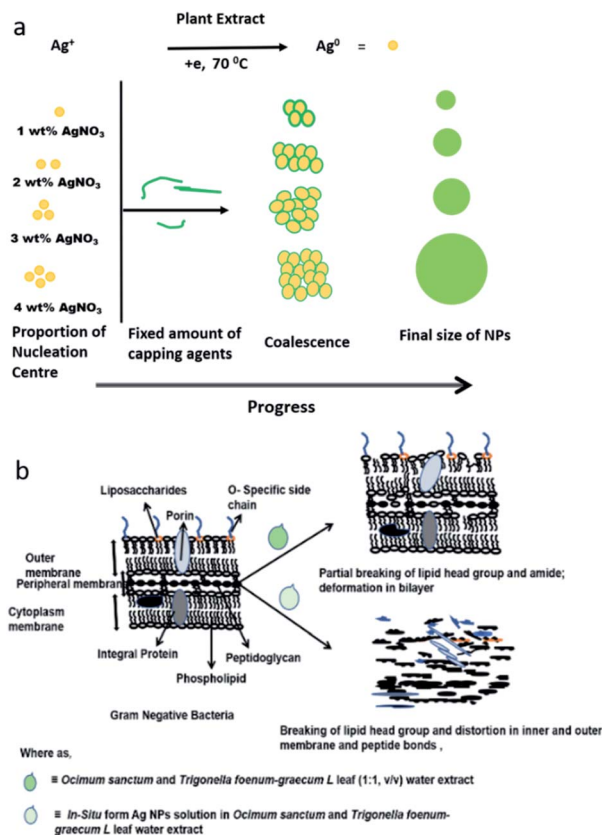 a
Plant Extract
Ag⁺
Ag⁰ =
+e, 70 ⁰C
1 wt% AgNO₃
2 wt% AgNO₃
3 wt% AgNO₃
4 wt% AgNO₃
Proportion of
Nucleation
Centre
Fixed amount of
capping agents
Coalescence
Final size of NPs
Progress
b
Liposaccharides
Porin
O- Specific side
chain
Outer
membrane
Peripheral membrane
Cytoplasm
membrane
Integral Protein
Peptidoglycan
Phospholipid
Gram Negative Bacteria
Partial breaking of lipid head group and amide;
deformation in bilayer
Breaking of lipid head group and distortion in inner and outer
membrane and peptide bonds ,
Where as,
≡ Ocimum sanctum and Trigonella foenum-graecum L leaf (1:1, v/v) water extract
≡ In-Situ form Ag NPs solution in Ocimum sanctum and Trigonella foenum-
graecum L leaf water extract